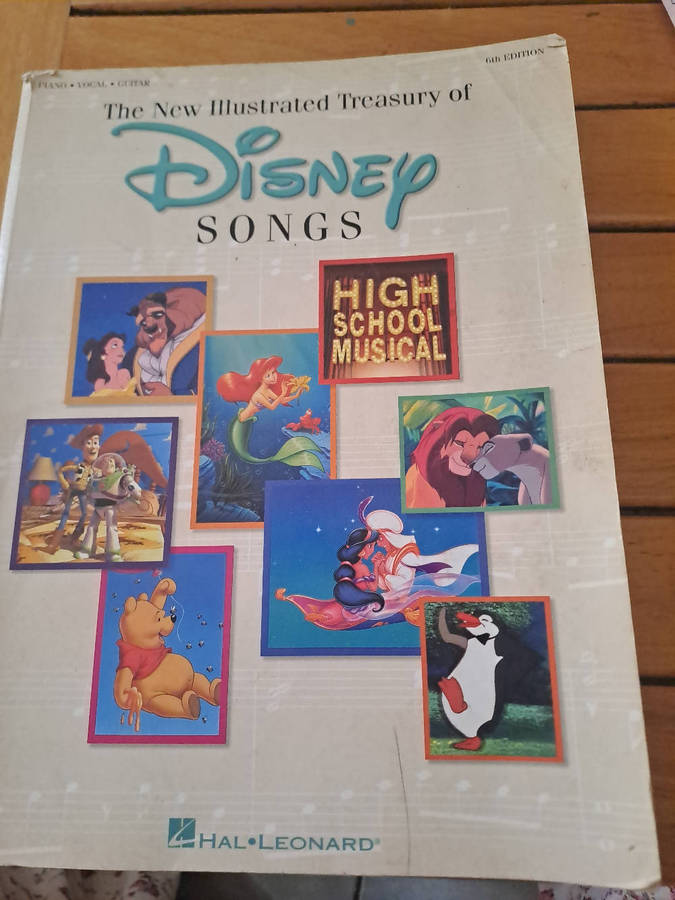 PIANO • VOCAL • GUITAR
6th EDITION
The New Illustrated Treasury of
Disney
SONGS
HIGH
SCHOOL
MUSICAL
HAL•LEONARD®